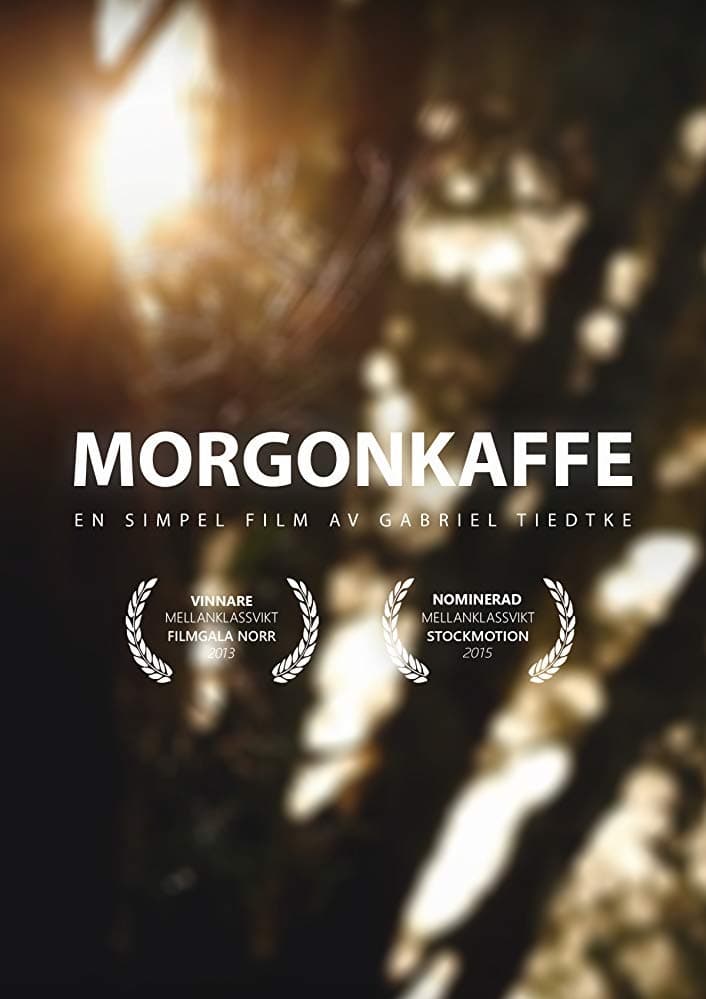 MORGONKAFFE
EN SIMPEL FILM AV GABRIEL TIEDTKE
VINNARE
MELLANKLASSVIKT
FILMGALA NORR
2013
NOMINERAD
MELLANKLASSVIKT
STOCKMOTION
2015